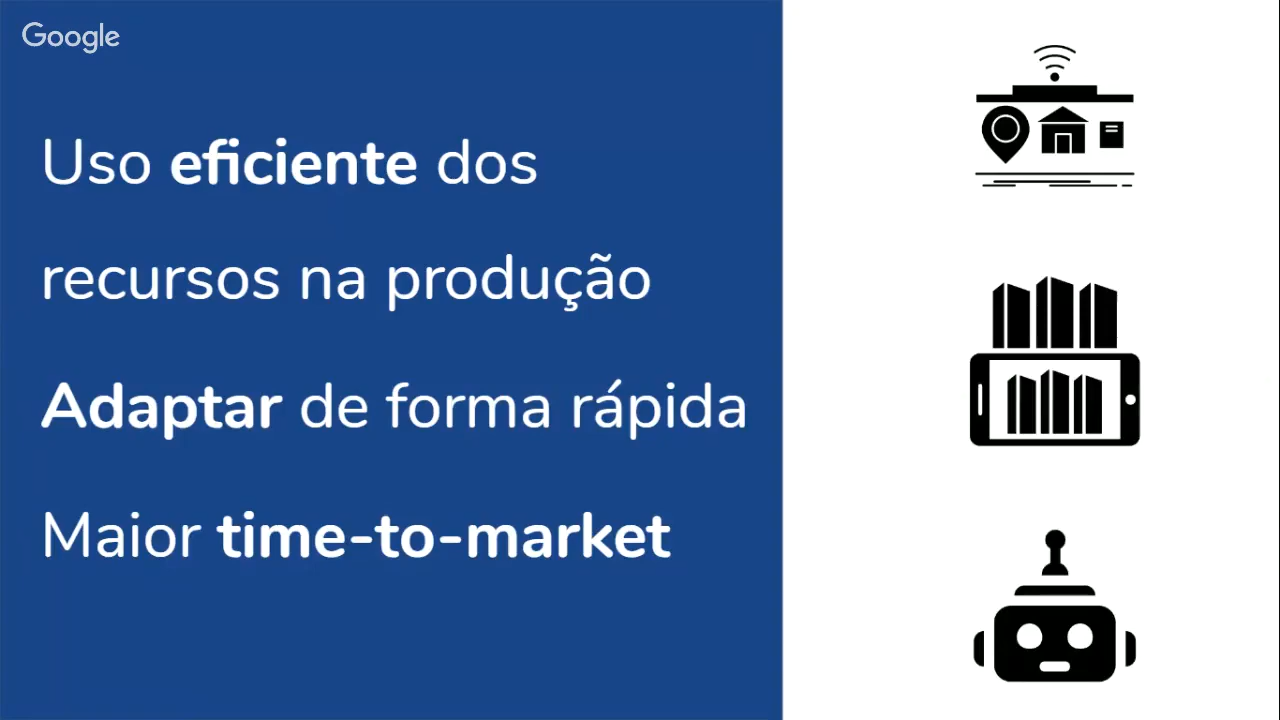 Google
Uso eficiente dos
recursos na produção
Adaptar de forma rápida
Maior time-to-market